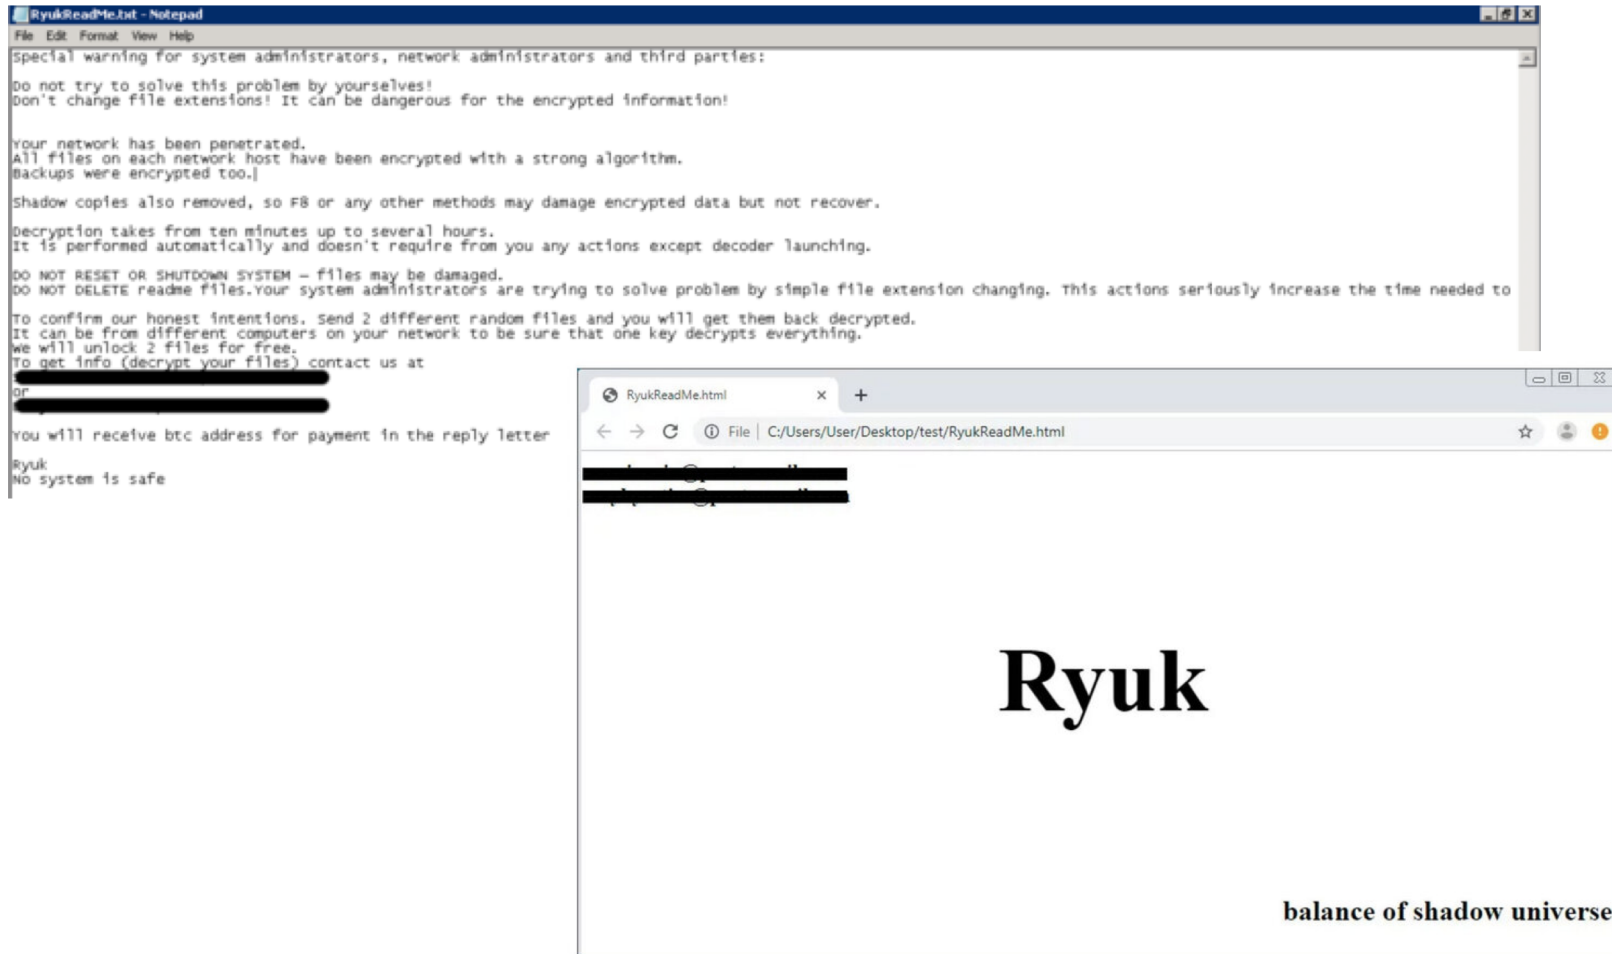 RyukReadMe.txt - Notepad
File Edit Format View Help
Special warning for system administrators, network administrators and third parties:
Do not try to solve this problem by yourselves!
Don't change file extensions! It can be dangerous for the encrypted information!
Your network has been penetrated.
All files on each network host have been encrypted with a strong algorithm.
Backups were encrypted too.
Shadow copies also removed, so F8 or any other methods may damage encrypted data but not recover.
Decryption takes from ten minutes up to several hours.
It is performed automatically and doesn't require from you any actions except decoder launching.
DO NOT RESET OR SHUTDOWN SYSTEM – files may be damaged.
DO NOT DELETE readme files.Your system administrators are trying to solve problem by simple file extension changing. This actions seriously increase the time needed to
To confirm our honest intentions. Send 2 different random files and you will get them back decrypted.
It can be from different computers on your network to be sure that one key decrypts everything.
We will unlock 2 files for free.
To get info (decrypt your files) contact us at
or
You will receive btc address for payment in the reply letter
Ryuk
No system is safe
RyukReadMe.html
File | C:/Users/User/Desktop/test/RyukReadMe.html
Ryuk
balance of shadow universe